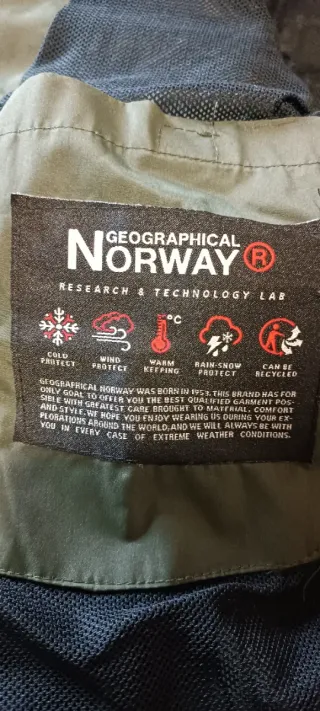 GEOGRAPHICAL
NORWAY ®
RESEARCH & TECHNOLOGY LAB
°C
COLD PROTECT
WIND PROTECT
WARM KEEPING
RAIN-SNOW PROTECT
CAN BE RECYCLED
GEOGRAPHICAL NORWAY WAS BORN IN 1953. THIS BRAND HAS FOR
ONLY GOAL TO OFFER YOU THE BEST QUALIFIED GARMENT POS-
SIBLE WITH GREATEST CARE BROUGHT TO MATERIAL, COMFORT
AND STYLE. WE HOPE YOU ENJOY WEARING US DURING YOUR EX-
PLORATIONS AROUND THE WORLD, AND WE WILL ALWAYS BE WITH
YOU IN EVERY CASE OF EXTREME WEATHER CONDITIONS.